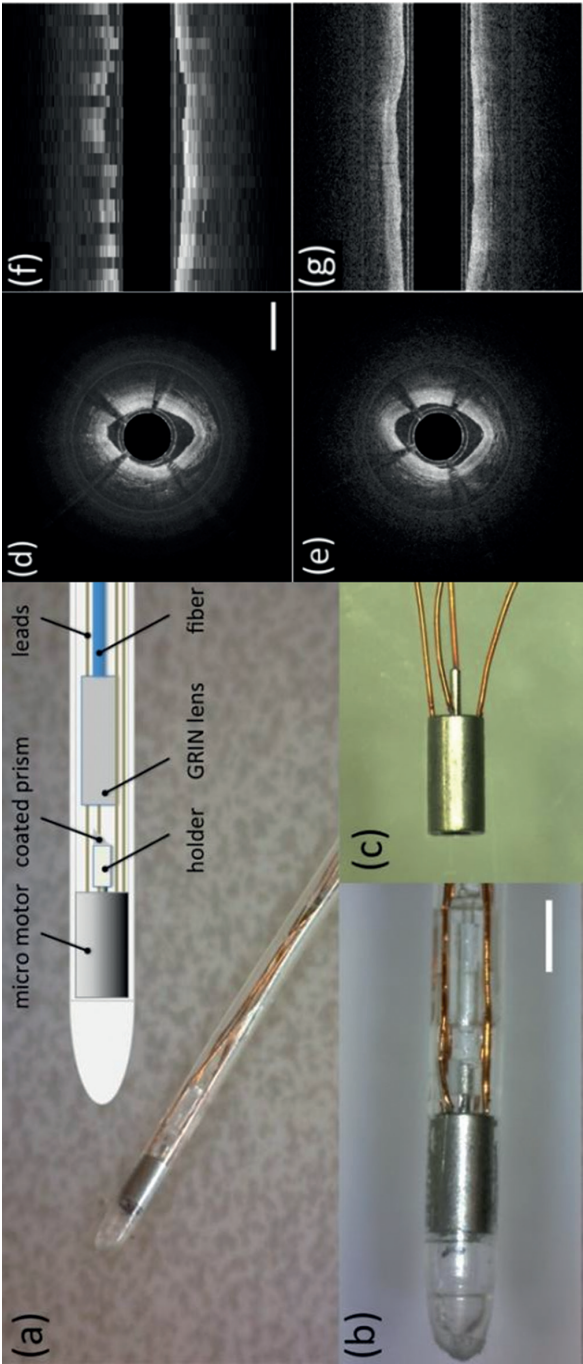 (a)
micro motor
coated prism
leads
holder
GRIN lens
fiber
(b)
(c)
(d)
(e)
(f)
(g)